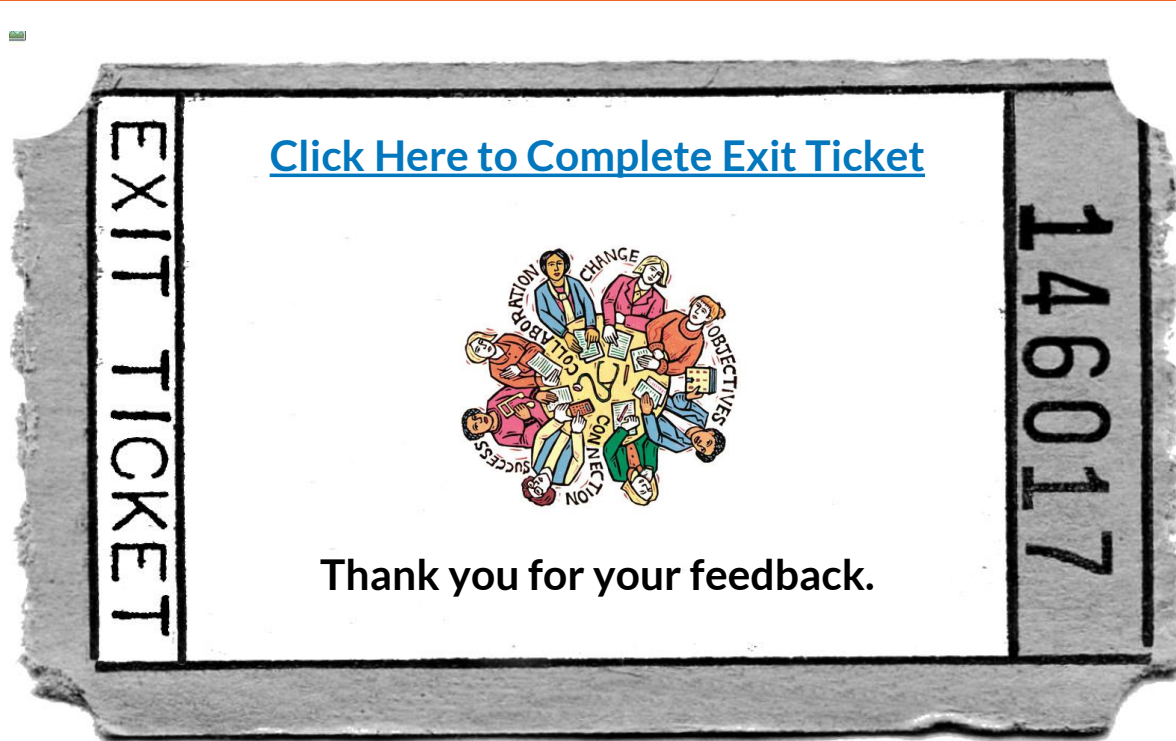 EXIT TICKET
Click Here to Complete Exit Ticket
COLLABORATION
CHANGE
OBJECTIVES
CONNECTION
SUCCESS
Thank you for your feedback.
146017